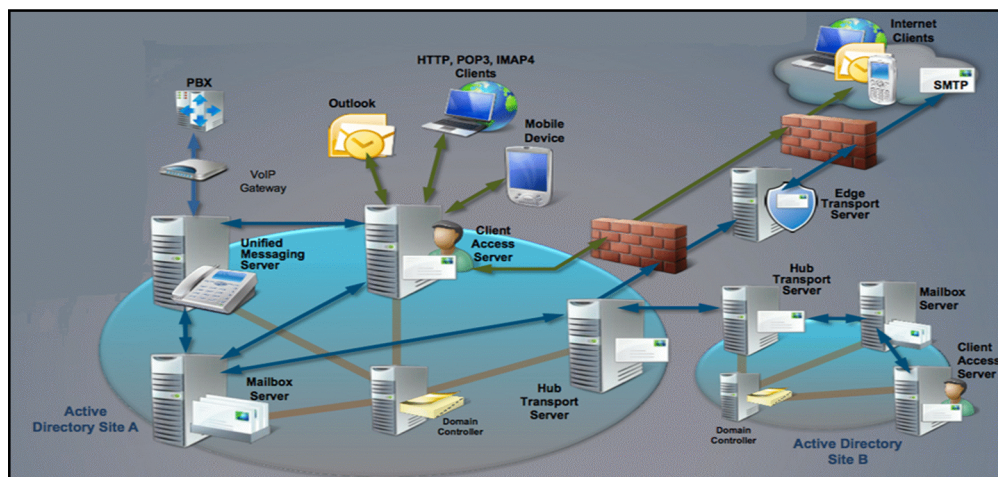 Internet
Clients
SMTP
HTTP, POP3, IMAP4
Clients
PBX
Outlook
Mobile
Device
VoIP
Gateway
Edge
Transport
Server
Client
Access
Server
Unified
Messaging
Server
Hub
Transport
Server
Mailbox
Server
Client
Access
Server
Mailbox
Server
Hub
Transport
Server
Active
Directory Site A
Domain
Controller
Domain
Controller
Active Directory
Site B